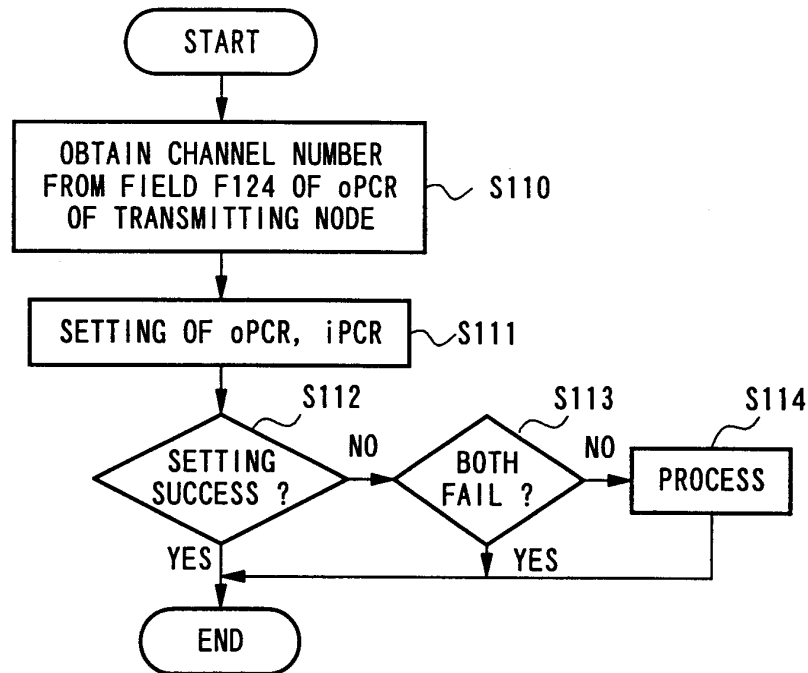 START
OBTAIN CHANNEL NUMBER
FROM FIELD F124 OF oPCR
OF TRANSMITTING NODE
S110
SETTING OF oPCR, iPCR
S111
S112
SETTING
SUCCESS ?
NO
YES
S113
BOTH
FAIL ?
NO
YES
S114
PROCESS
END